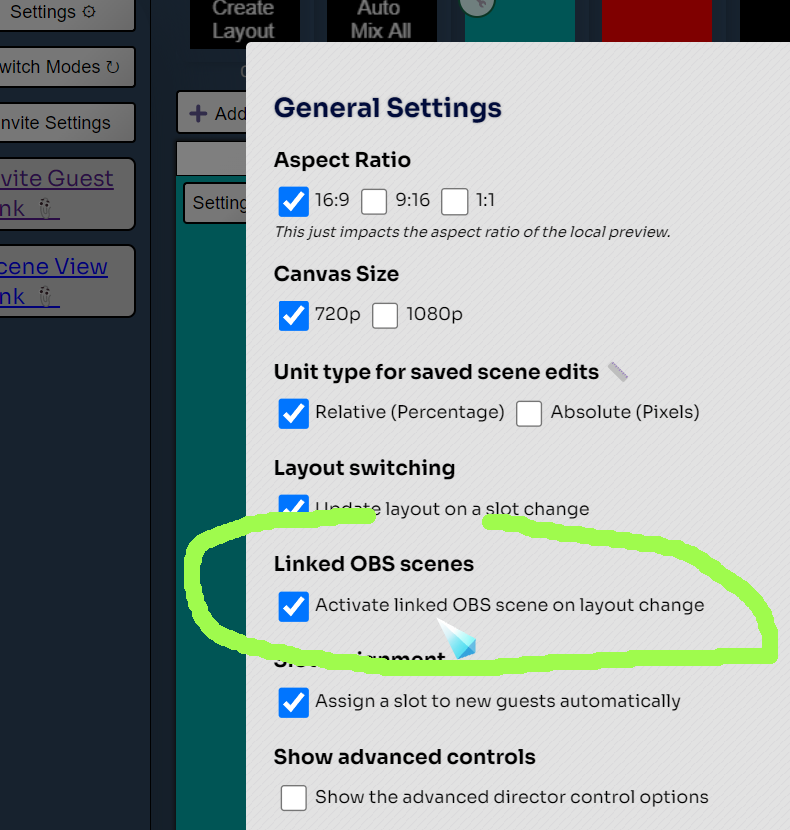 Create
Layout
Auto
Mix All
Settings
witch Modes
nvite Settings
vite Guest
nk
cene View
nk
Add
Setting
General Settings
Aspect Ratio
16:9 9:16 1:1
This just impacts the aspect ratio of the local preview.
Canvas Size
720p 1080p
Unit type for saved scene edits
Relative (Percentage) Absolute (Pixels)
Layout switching
Update layout on a slot change
Linked OBS scenes
Activate linked OBS scene on layout change
Assign a slot to new guests automatically
Show advanced controls
Show the advanced director control options